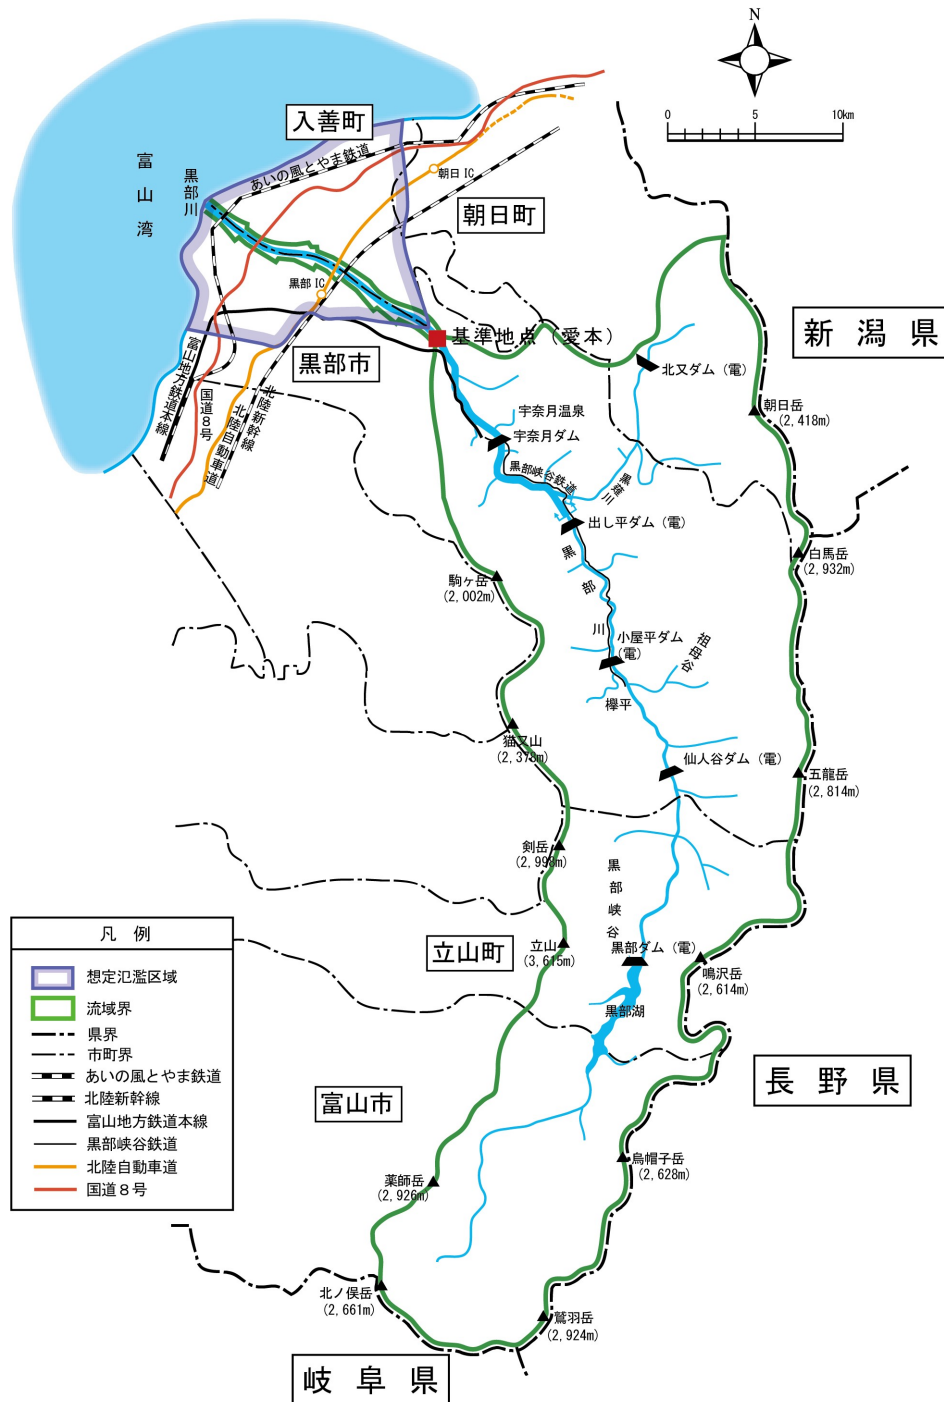 N
0
5
10km
入善町
富山湾
黒部川
あいの風とやま鉄道
朝日 IC
朝日町
黒部 IC
新潟県
基準地点（愛本）
黒部市
北又ダム（電）
朝日岳
(2,418m)
富山地方鉄道本線
国道８号
北陸自動車道
北陸新幹線
宇奈月温泉
宇奈月ダム
黒部峡谷鉄道
黒薙川
出し平ダム（電）
白馬岳
(2,932m)
黒部川
駒ヶ岳
(2,002m)
小屋平ダム
（電）
祖母谷
欅平
猫又山
(2,378m)
仙人谷ダム（電）
五龍岳
(2,814m)
剣岳
(2,998m)
黒部峡谷
凡　例
想定氾濫区域
流域界
県界
市町界
あいの風とやま鉄道
北陸新幹線
富山地方鉄道本線
黒部峡谷鉄道
北陸自動車道
国道８号
立山町
立山
(3,615m)
黒部ダム（電）
鳴沢岳
(2,614m)
黒部湖
長野県
富山市
烏帽子岳
(2,628m)
薬師岳
(2,926m)
北ノ俣岳
(2,661m)
鷲羽岳
(2,924m)
岐阜県